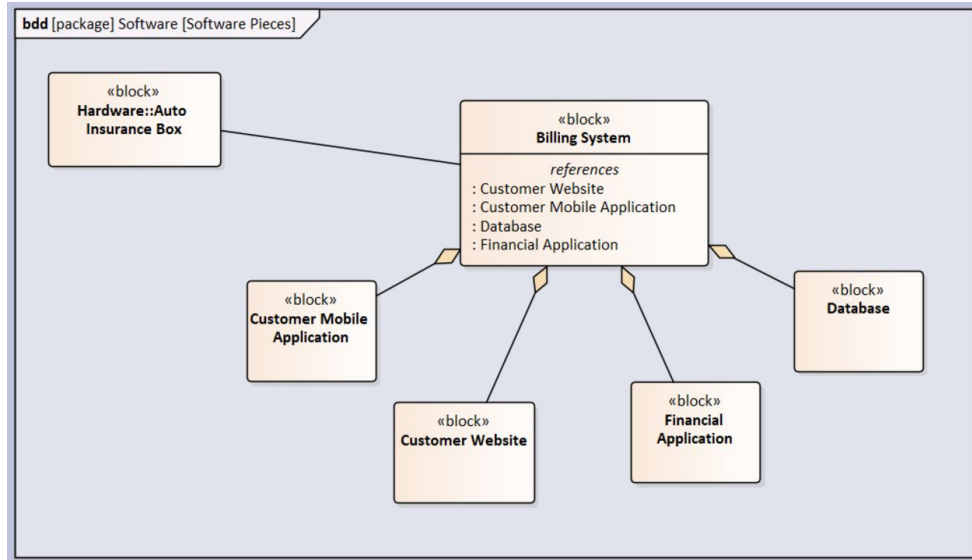 bdd [package] Software [Software Pieces]
«block»
Hardware::Auto
Insurance Box
«block»
Billing System
references
: Customer Website
: Customer Mobile Application
: Database
: Financial Application
«block»
Customer Mobile
Application
«block»
Customer Website
«block»
Financial
Application
«block»
Database